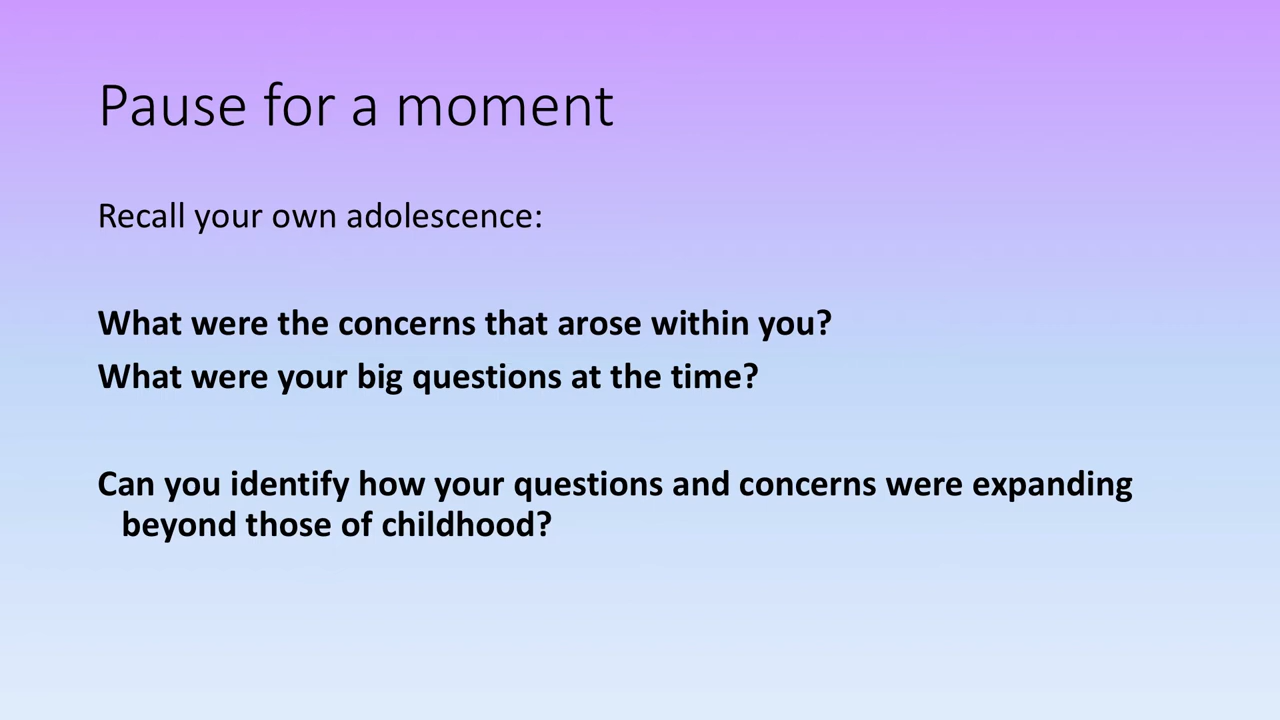 Pause for a moment
Recall your own adolescence:
What were the concerns that arose within you?
What were your big questions at the time?
Can you identify how your questions and concerns were expanding
beyond those of childhood?